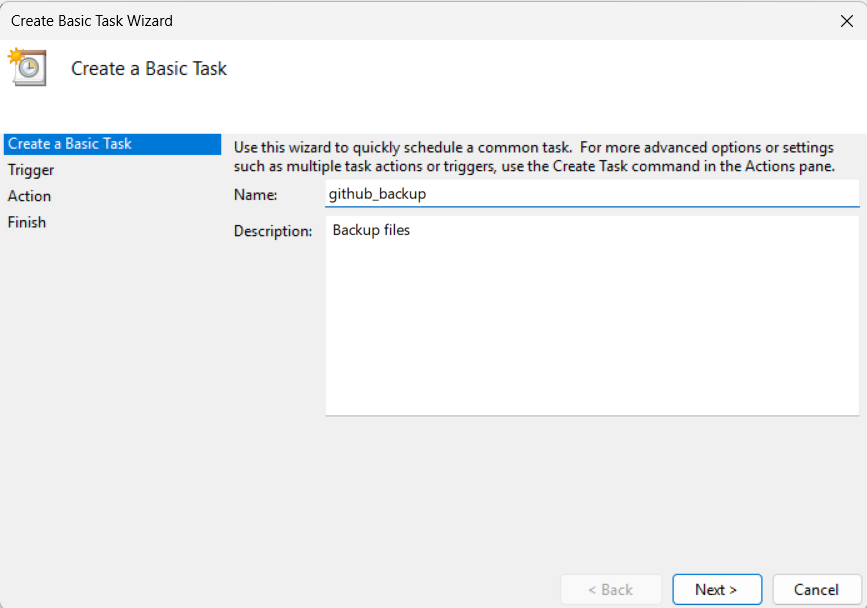 Create Basic Task Wizard
Create a Basic Task
Create a Basic Task
Trigger
Action
Finish
Use this wizard to quickly schedule a common task.  For more advanced options or settings
such as multiple task actions or triggers, use the Create Task command in the Actions pane.
Name:
github_backup
Description:
Backup files
< Back
Next >
Cancel